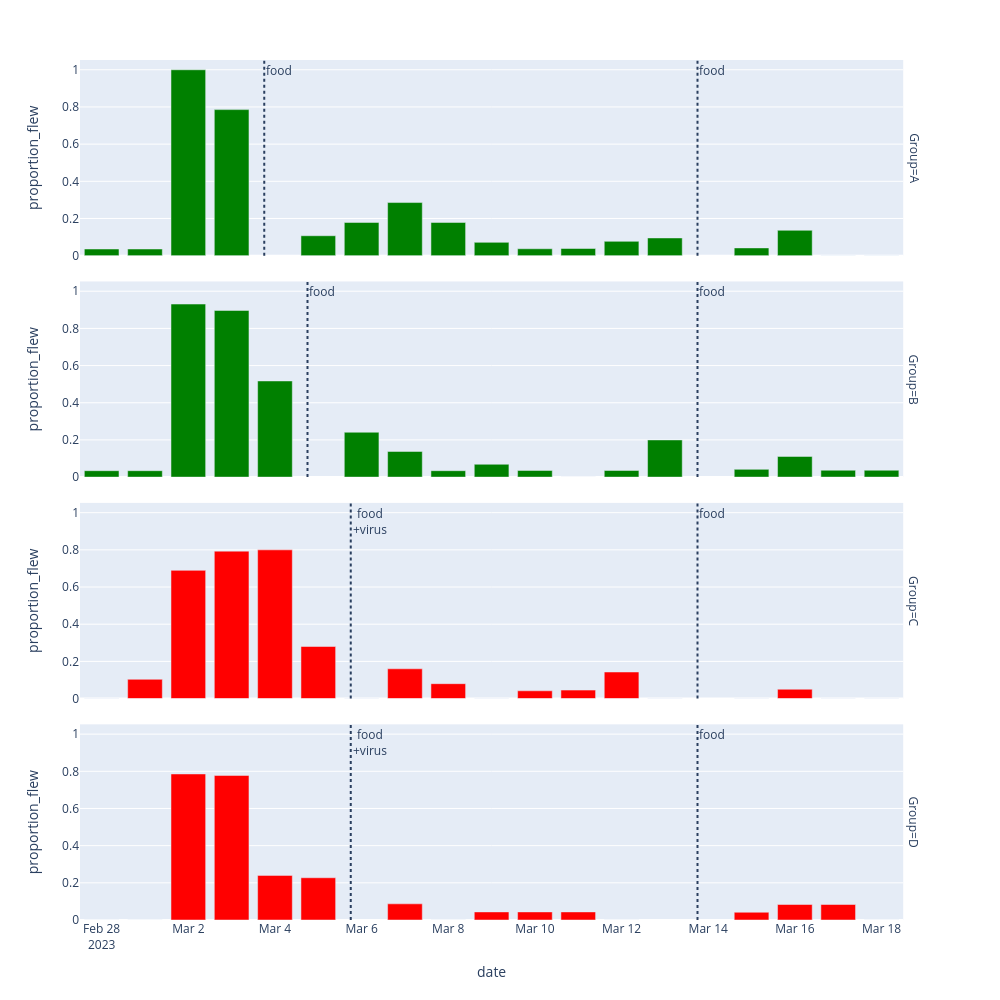 proportion_flew
1
0.8
0.6
0.4
0.2
0
food
food
Group=A
proportion_flew
1
0.8
0.6
0.4
0.2
0
food
food
Group=B
proportion_flew
1
0.8
0.6
0.4
0.2
0
food
+virus
food
Group=C
proportion_flew
1
0.8
0.6
0.4
0.2
0
food
+virus
food
Group=D
Feb 28 Mar 2 Mar 4 Mar 6 Mar 8 Mar 10 Mar 12 Mar 14 Mar 16 Mar 18
2023
date